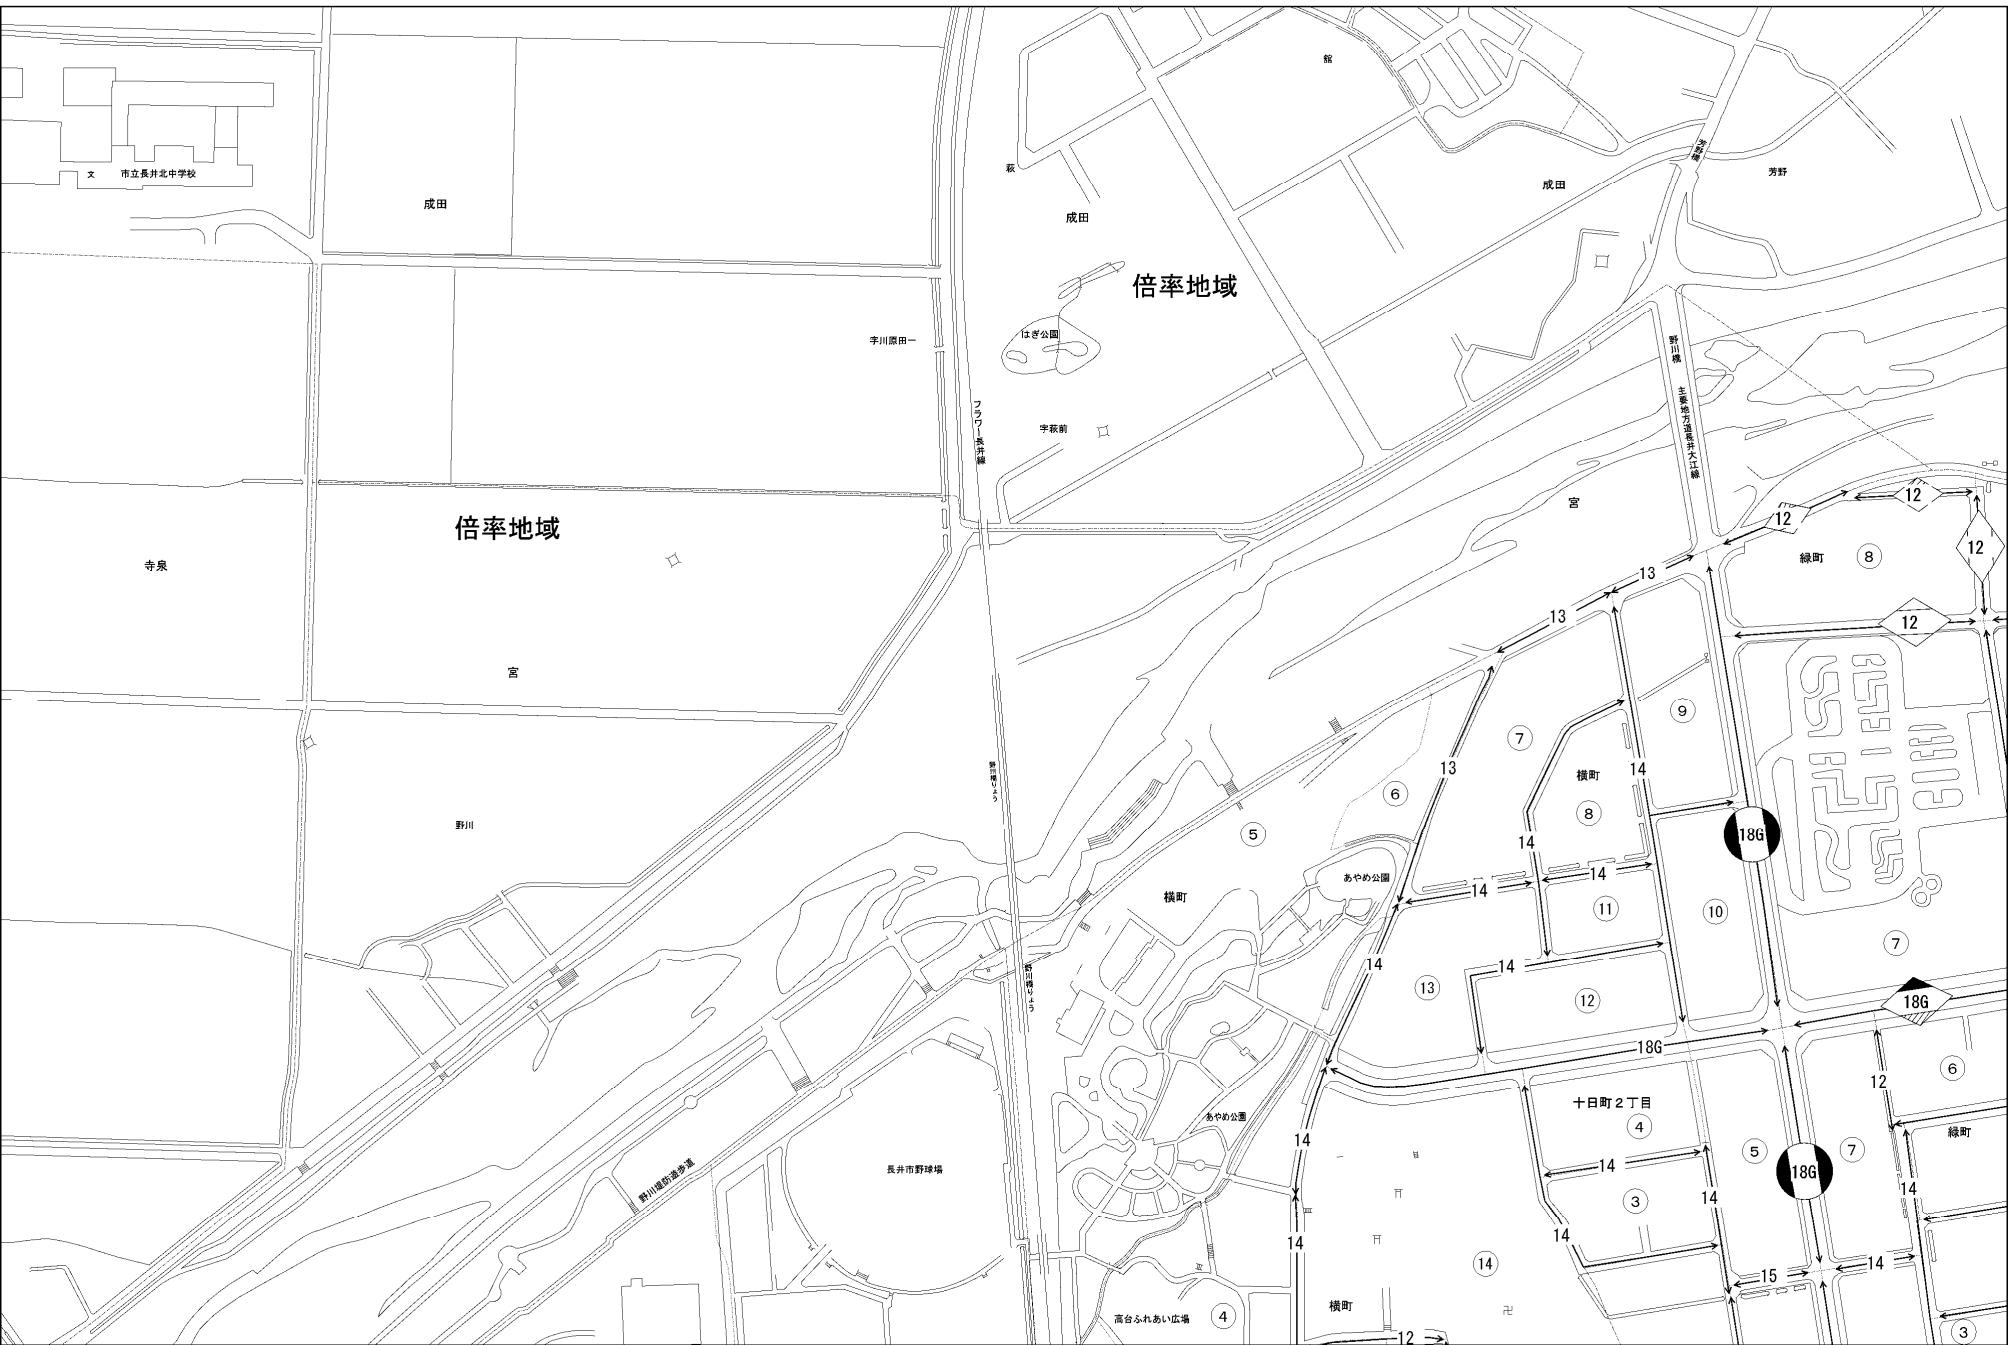 舘
芳野橋
萩
文 市立長井北中学校
芳野
成田
成田
成田
倍率地域
はぎ公園
字川原田一
野川橋
主要地方道長井大江線
フラワー長井線
字萩前
12
12
宮
倍率地域
12
緑町
⑧
寺泉
13
13
12
宮
⑨
⑦
13
14
横町
野川橋りょう
⑥
⑧
野川
⑤
18G
14
あやめ公園
14
14
横町
⑪
⑩
⑦
14
14
野川橋りょう
⑬
⑫
18G
18G
⑥
12
十日町2丁目
あやめ公園
④
緑町
14
⑤
⑦
長井市野球場
14
18G
野川堤防遊歩道
14
14
③
14
14
⑭
14
15
横町
高台ふれあい広場
④
③
12